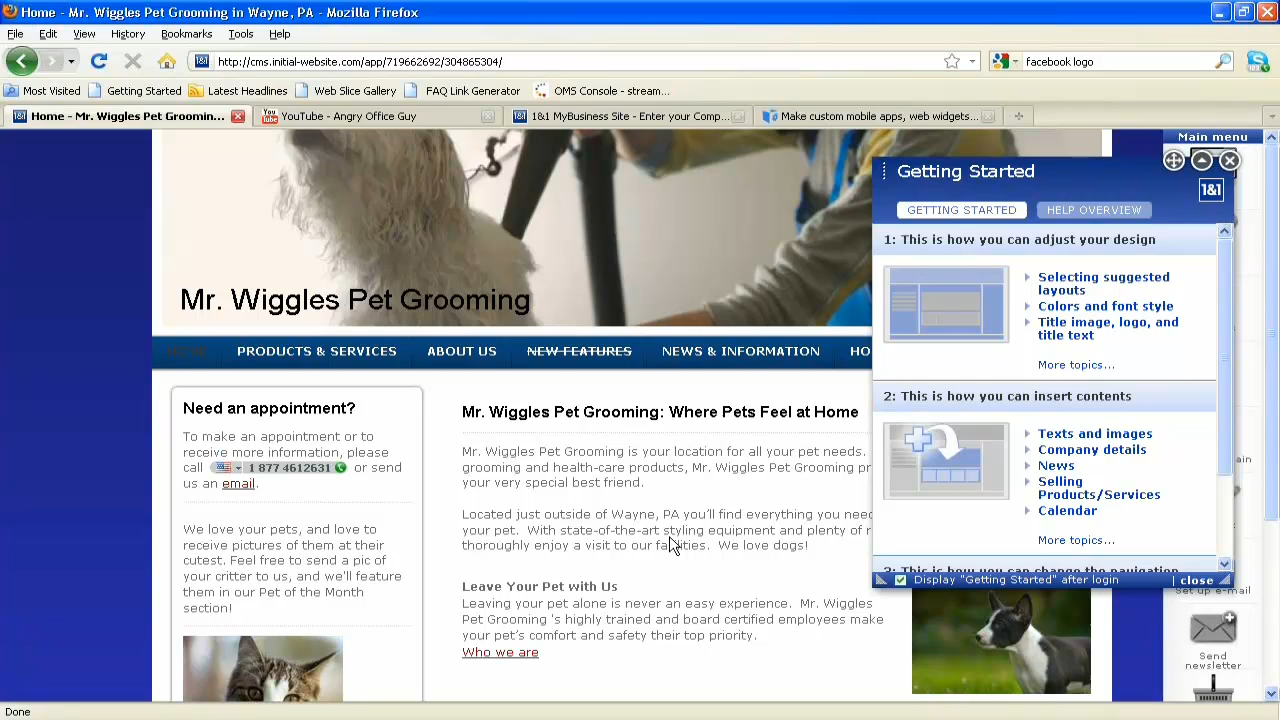 Home - Mr. Wiggles Pet Grooming in Wayne, PA - Mozilla Firefox
File Edit View History Bookmarks Tools Help
http://cms.initial-website.com/app/719662692/304865304/
facebook logo
Most Visited Getting Started Latest Headlines Web Slice Gallery FAQ Link Generator OMS Console - stream...
Home - Mr. Wiggles Pet Groomin... YouTube - Angry Office Guy 1&1 MyBusiness Site - Enter your Comp... Make custom mobile apps, web widgets...
Main menu
Mr. Wiggles Pet Grooming
PRODUCTS & SERVICES ABOUT US NEW FEATURES NEWS & INFORMATION HO
Need an appointment?
To make an appointment or to
receive more information, please
call 1 877 4612631 or send
us an email.
We love your pets, and love to
receive pictures of them at their
cutest. Feel free to send a pic of
your critter to us, and we'll feature
them in our Pet of the Month
section!
Mr. Wiggles Pet Grooming: Where Pets Feel at Home
Mr. Wiggles Pet Grooming is your location for all your pet needs.
grooming and health-care products, Mr. Wiggles Pet Grooming pr
your very special best friend.
Located just outside of Wayne, PA you'll find everything you need
your pet. With state-of-the-art styling equipment and plenty of r
thoroughly enjoy a visit to our facilities. We love dogs!
Leave Your Pet with Us
Leaving your pet alone is never an easy experience. Mr. Wiggles
Pet Grooming 's highly trained and board certified employees make
your pet's comfort and safety their top priority.
Who we are
Getting Started
1&1
GETTING STARTED HELP OVERVIEW
1: This is how you can adjust your design
Selecting suggested
layouts
Colors and font style
Title image, logo, and
title text
More topics...
2: This is how you can insert contents
Texts and images
Company details
News
Selling
Products/Services
Calendar
More topics...
3: This is how you can change the navigation
Display "Getting Started" after login close
Set up e-mail
Send
newsletter
Done